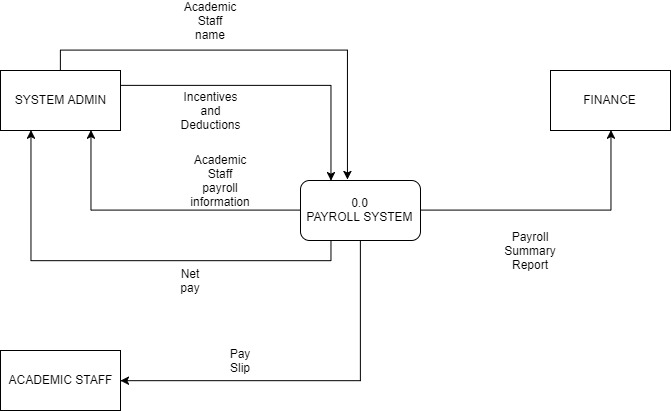 Academic
Staff
name
SYSTEM ADMIN
Incentives
and
Deductions
FINANCE
Academic
Staff
payroll
information
0.0
PAYROLL SYSTEM
Payroll
Summary
Report
Net
pay
Pay
Slip
ACADEMIC STAFF